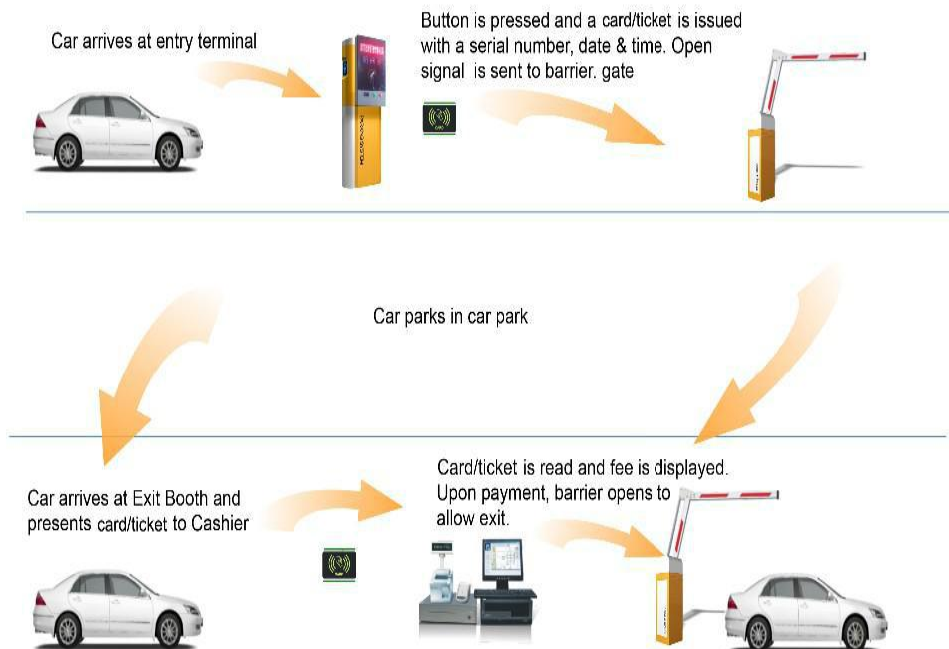 Car arrives at entry terminal
Button is pressed and a card/ticket is issued
with a serial number, date & time. Open
signal is sent to barrier. gate
Car parks in car park
Car arrives at Exit Booth and
presents card/ticket to Cashier
Card/ticket is read and fee is displayed.
Upon payment, barrier opens to
allow exit.